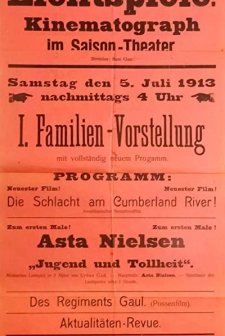 Lichtspiele.
Kinematograph
im Saison-Theater
Samstag den 5. Juli 1913
nachmittags 4 Uhr
I. Familien-Vorstellung
mit vollständig neuem Programm.
PROGRAMM:
Neuester Film! Neuester Film!
Die Schlacht am Cumberland River!
Zum ersten Male! Zum ersten Male!
Asta Nielsen
in
„Jugend und Tollheit“.
Des Regiments Gaul. (Possenfilm).
Aktualitäten-Revue.